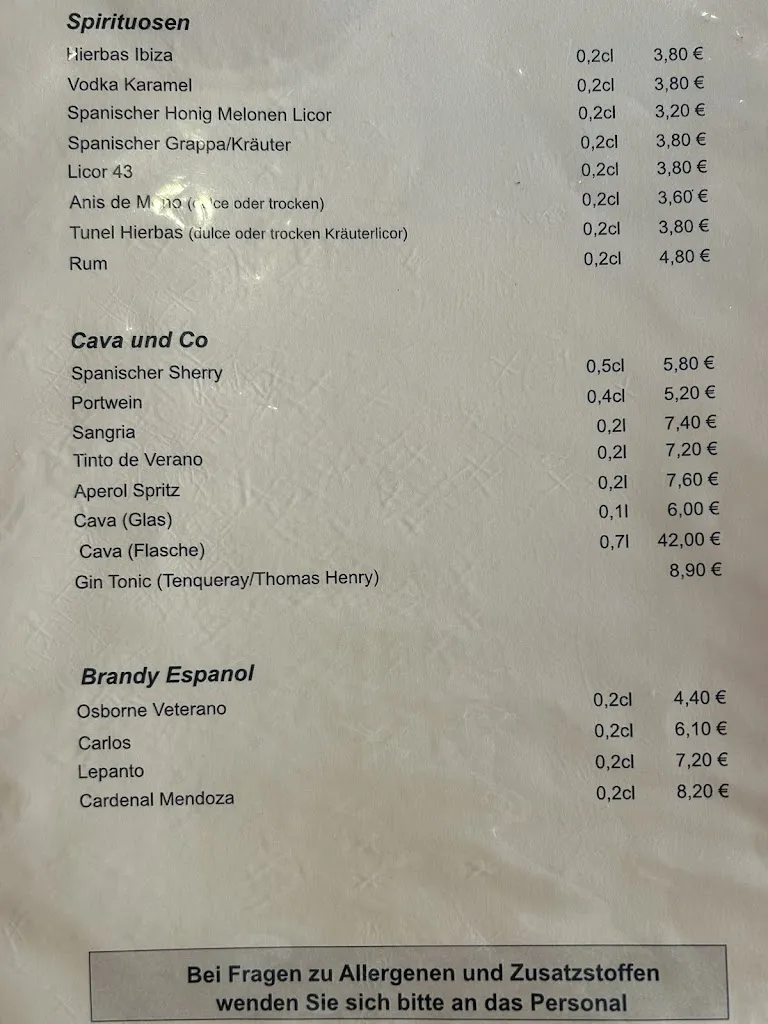 Spirituosen
Hierbas Ibiza 0,2cl 3,80 €
Vodka Karamel 0,2cl 3,80 €
Spanischer Honig Melonen Licor 0,2cl 3,20 €
Spanischer Grappa/Kräuter 0,2cl 3,80 €
Licor 43 0,2cl 3,80 €
Anis de (dulce oder trocken) 0,2cl 3,60 €
Tunel Hierbas (dulce oder trocken Kräuterlicor) 0,2cl 3,80 €
Rum 0,2cl 4,80 €
Cava und Co
Spanischer Sherry 0,5cl 5,80 €
Portwein 0,4cl 5,20 €
Sangria 0,2l 7,40 €
Tinto de Verano 0,2l 7,20 €
Aperol Spritz 0,2l 7,60 €
Cava (Glas) 0,1l 6,00 €
Cava (Flasche) 0,7l 42,00 €
Gin Tonic (Tenqueray/Thomas Henry) 8,90 €
Brandy Espanol
Osborne Veterano 0,2cl 4,40 €
Carlos 0,2cl 6,10 €
Lepanto 0,2cl 7,20 €
Cardenal Mendoza 0,2cl 8,20 €
Bei Fragen zu Allergenen und Zusatzstoffen
wenden Sie sich bitte an das Personal